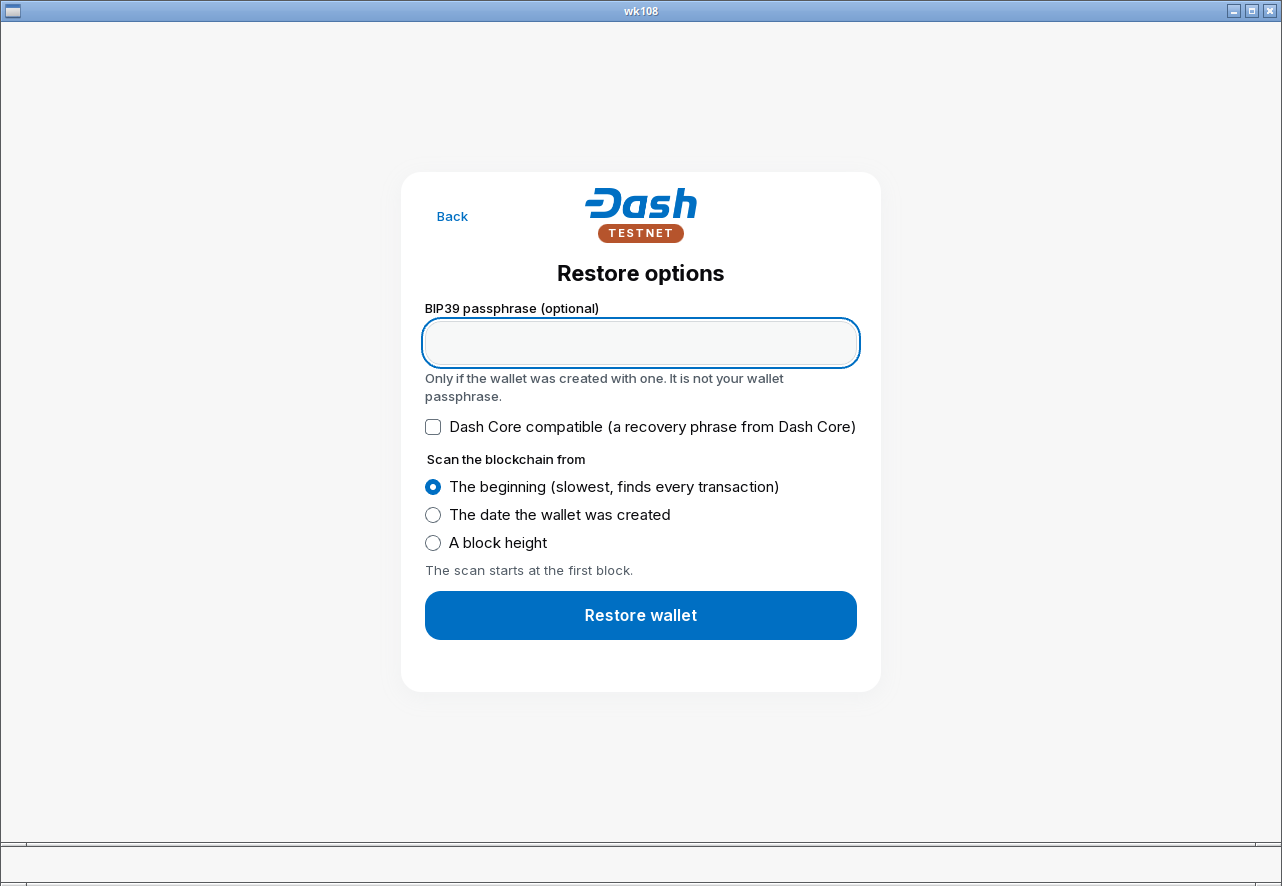 wk108
Back
Dash
TESTNET
Restore options
BIP39 passphrase (optional)
Only if the wallet was created with one. It is not your wallet
passphrase.
Dash Core compatible (a recovery phrase from Dash Core)
Scan the blockchain from
The beginning (slowest, finds every transaction)
The date the wallet was created
A block height
The scan starts at the first block.
Restore wallet